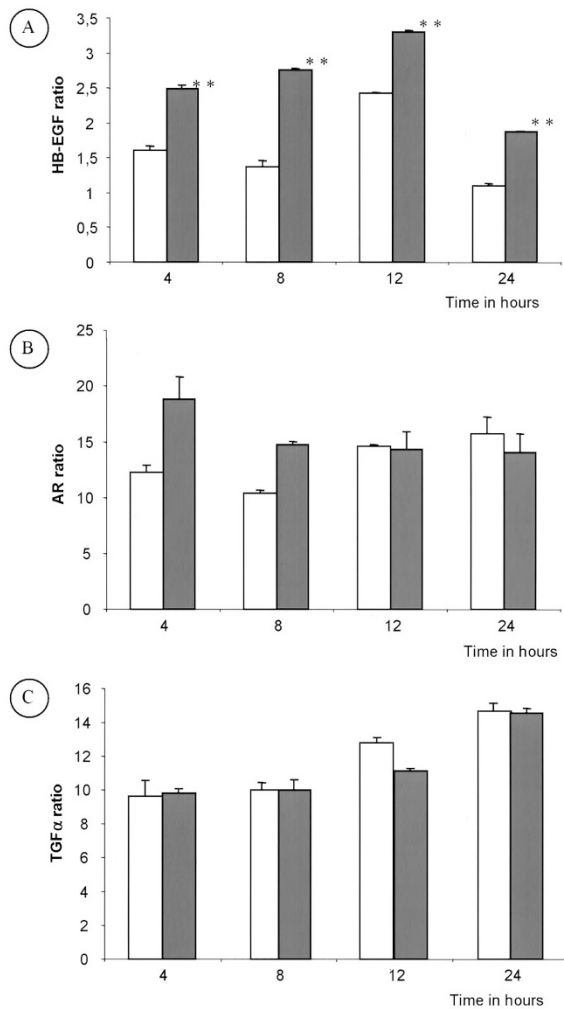 A
HB-EGF ratio
3,5
3
2,5
2
1,5
1
0,5
0
**
**
**
**
4 8 12 24
Time in hours
B
AR ratio
25
20
15
10
5
0
4 8 12 24
Time in hours
C
TGFα ratio
16
14
12
10
8
6
4
2
0
4 8 12 24
Time in hours